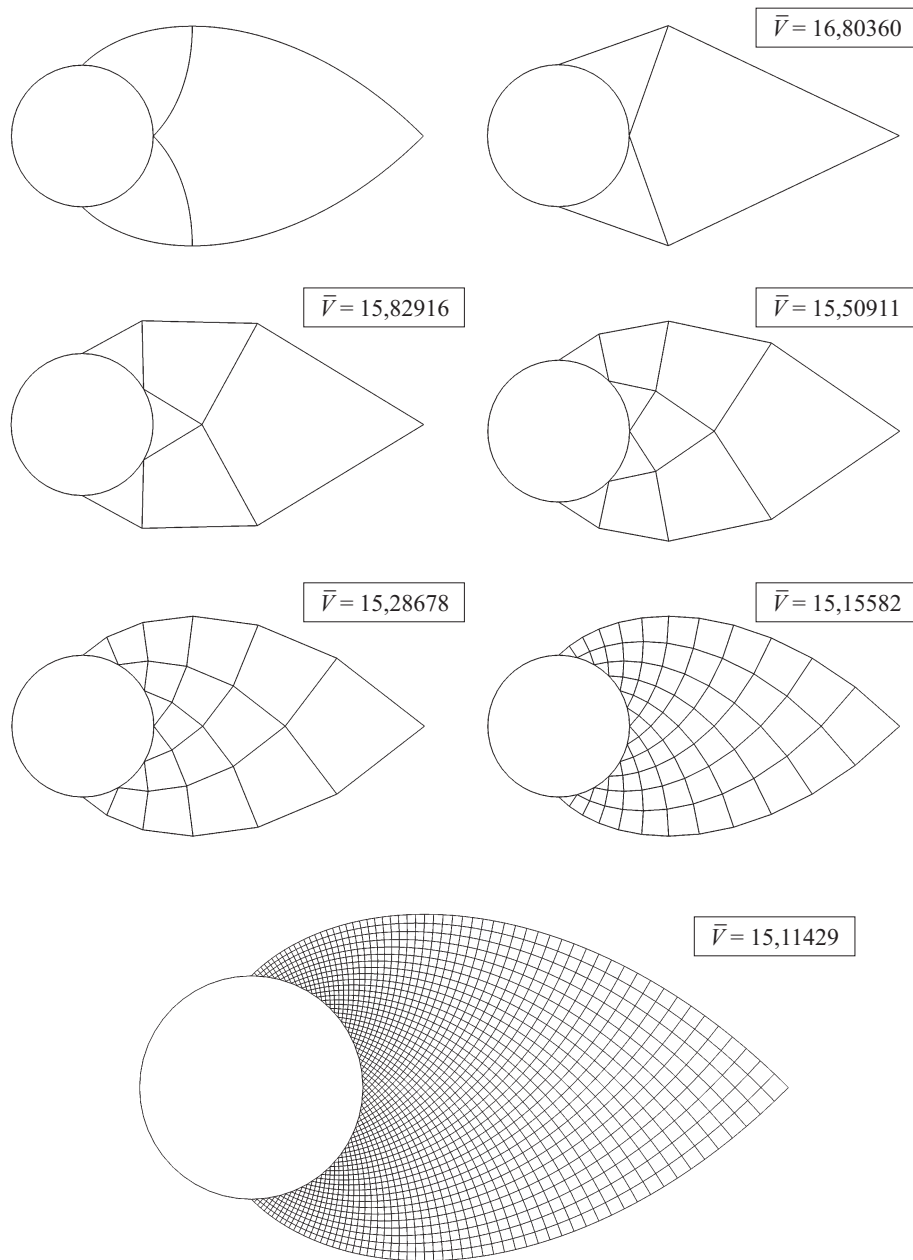 V̅ = 16,80360
V̅ = 15,82916
V̅ = 15,50911
V̅ = 15,28678
V̅ = 15,15582
V̅ = 15,11429